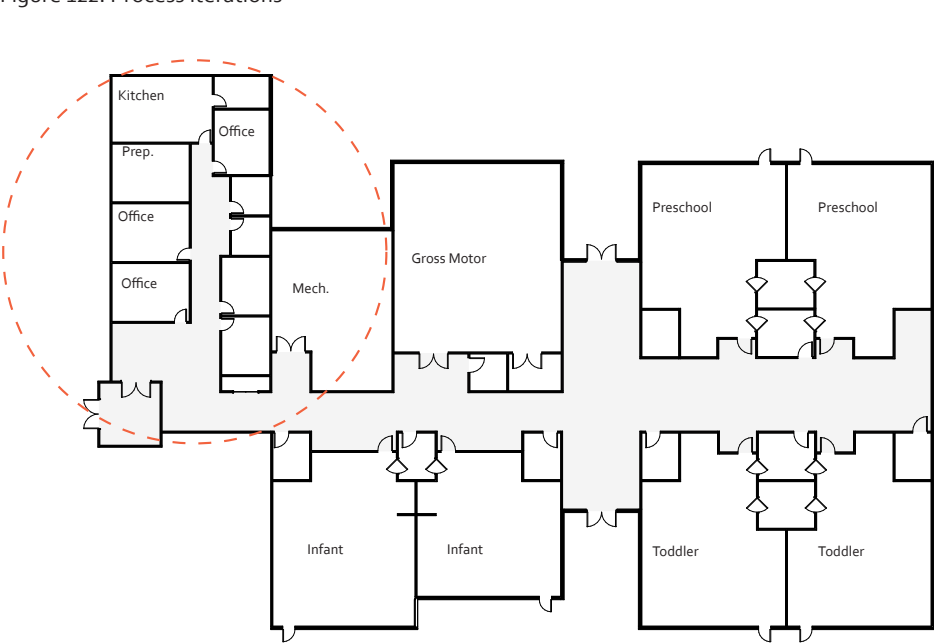 Figure 122: Process iterations
Kitchen
Office
Prep.
Office
Office
Mech.
Gross Motor
Preschool
Preschool
Infant
Infant
Toddler
Toddler